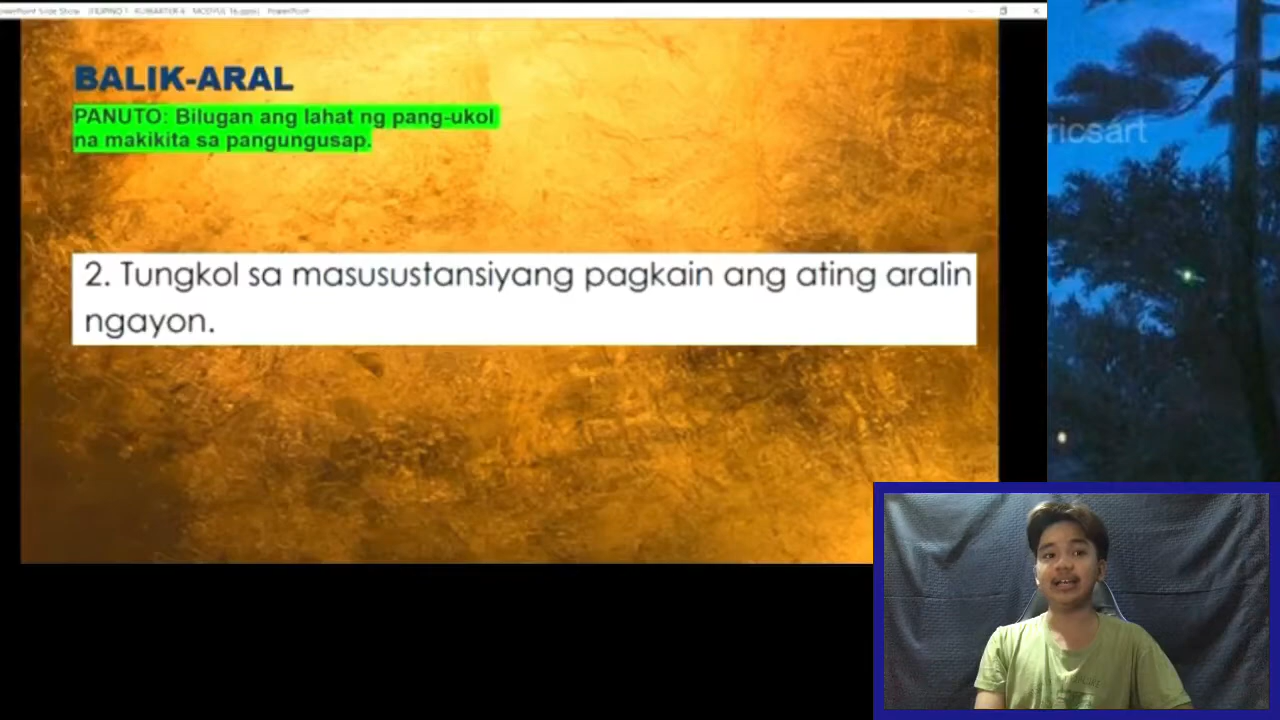 BALIK-ARAL
PANUTO: Bilugan ang lahat ng pang-ukol
na makikita sa pangungusap.
2. Tungkol sa masusustansiyang pagkain ang ating aralin
ngayon.
ricsart